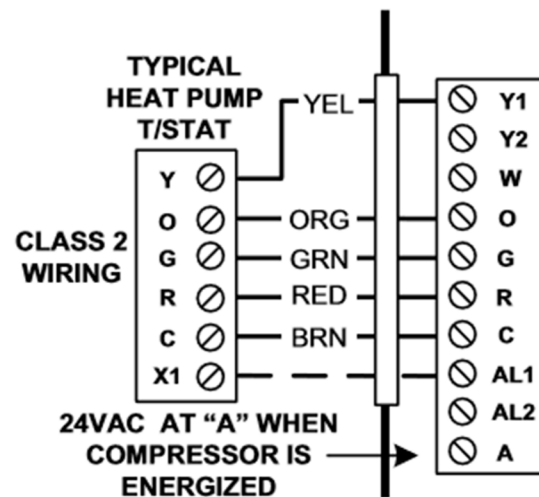 TYPICAL
HEAT PUMP
T/STAT
CLASS 2
WIRING
Y
O
G
R
C
X1
YEL
ORG
GRN
RED
BRN
Y1
Y2
W
O
G
R
C
AL1
AL2
A
24VAC AT “A” WHEN
COMPRESSOR IS
ENERGIZED